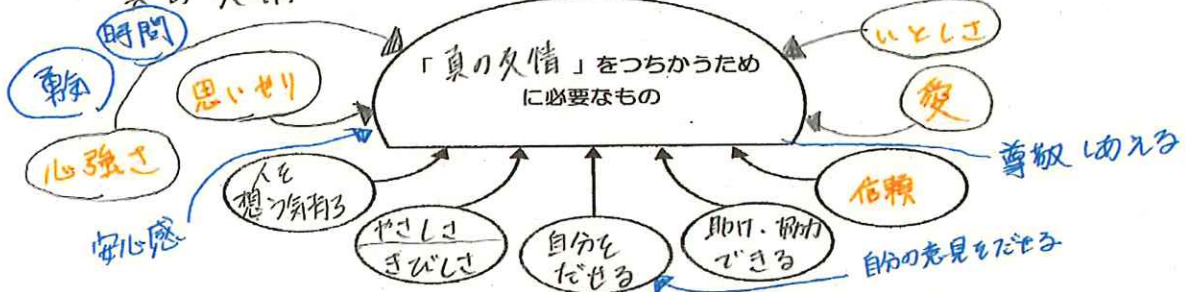 時間
勇気
思いやり
心強さ
安心感
「真の友情」をつちかうため
に必要なもの
いとしさ
愛
尊敬しあえる
信頼
人を
想う気持ち
やさしさ
きびしさ
自分を
だせる
助け、協力
できる
自分の意見をだせる